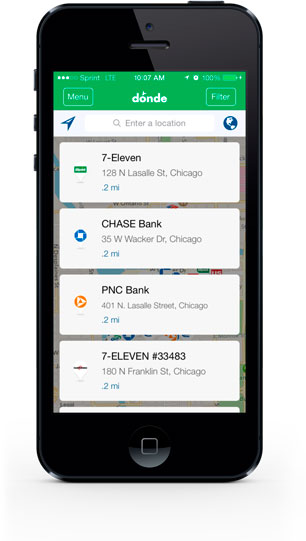 Sprint LTE 10:07 AM 100%
Menu dónde Filter
Enter a location
7-Eleven
128 N Lasalle St, Chicago
.2 mi
CHASE Bank
35 W Wacker Dr, Chicago
.2 mi
PNC Bank
401 N. Lasalle Street, Chicago
.2 mi
7-ELEVEN #33483
180 N Franklin St, Chicago
.2 mi